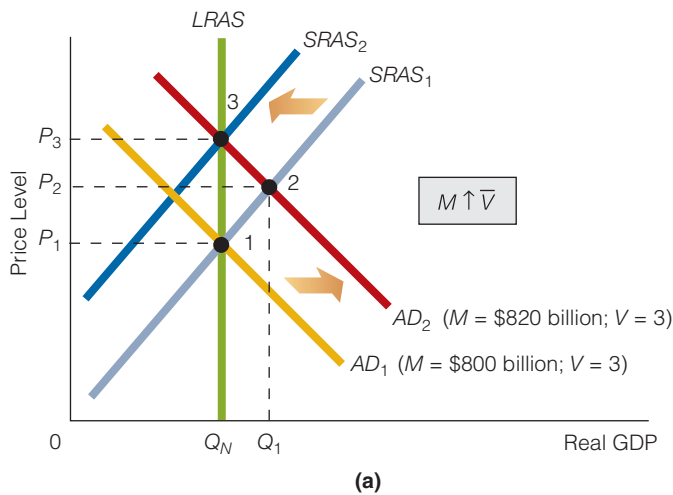 LRAS
SRAS₂
SRAS₁
3
P₃
P₂
2
M ↑ V̅
Price Level
P₁
1
AD₂ (M = $820 billion; V = 3)
AD₁ (M = $800 billion; V = 3)
0
Q_N
Q₁
Real GDP
(a)